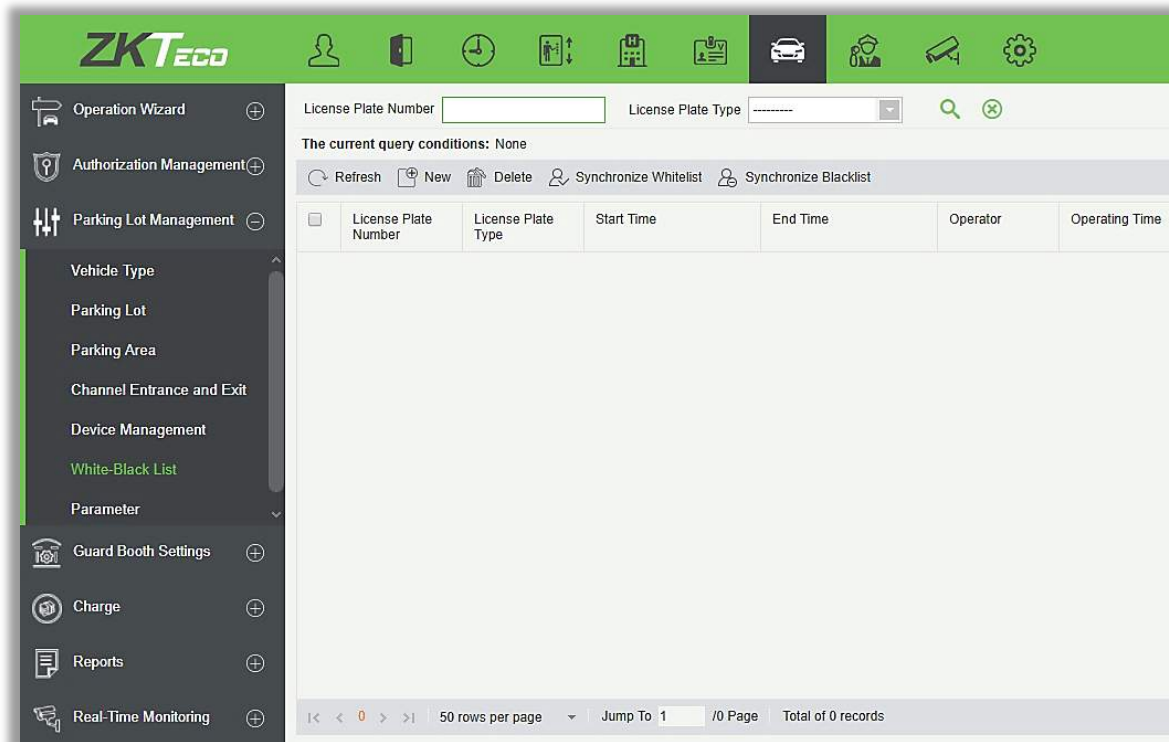 ZKTECO
Operation Wizard
Authorization Management
Parking Lot Management
Vehicle Type
Parking Lot
Parking Area
Channel Entrance and Exit
Device Management
White-Black List
Parameter
Guard Booth Settings
Charge
Reports
Real-Time Monitoring
License Plate Number License Plate Type ---------
The current query conditions: None
Refresh New Delete Synchronize Whitelist Synchronize Blacklist
License Plate Number License Plate Type Start Time End Time Operator Operating Time
|< < 0 > >| 50 rows per page Jump To 1 /0 Page Total of 0 records